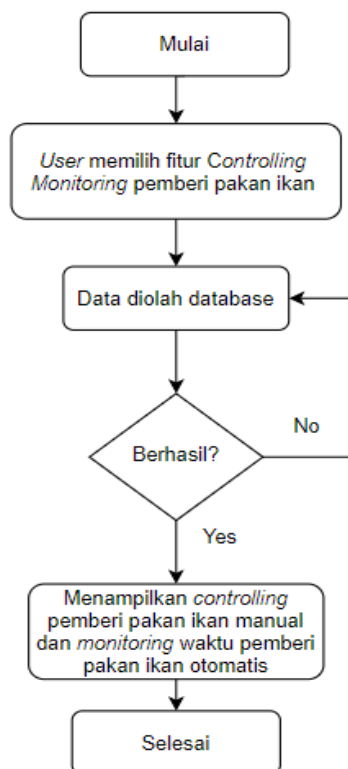 Mulai
User memilih fitur Controlling
Monitoring pemberi pakan ikan
Data diolah database
Berhasil?
No
Yes
Menampilkan controlling
pemberi pakan ikan manual
dan monitoring waktu pemberi
pakan ikan otomatis
Selesai